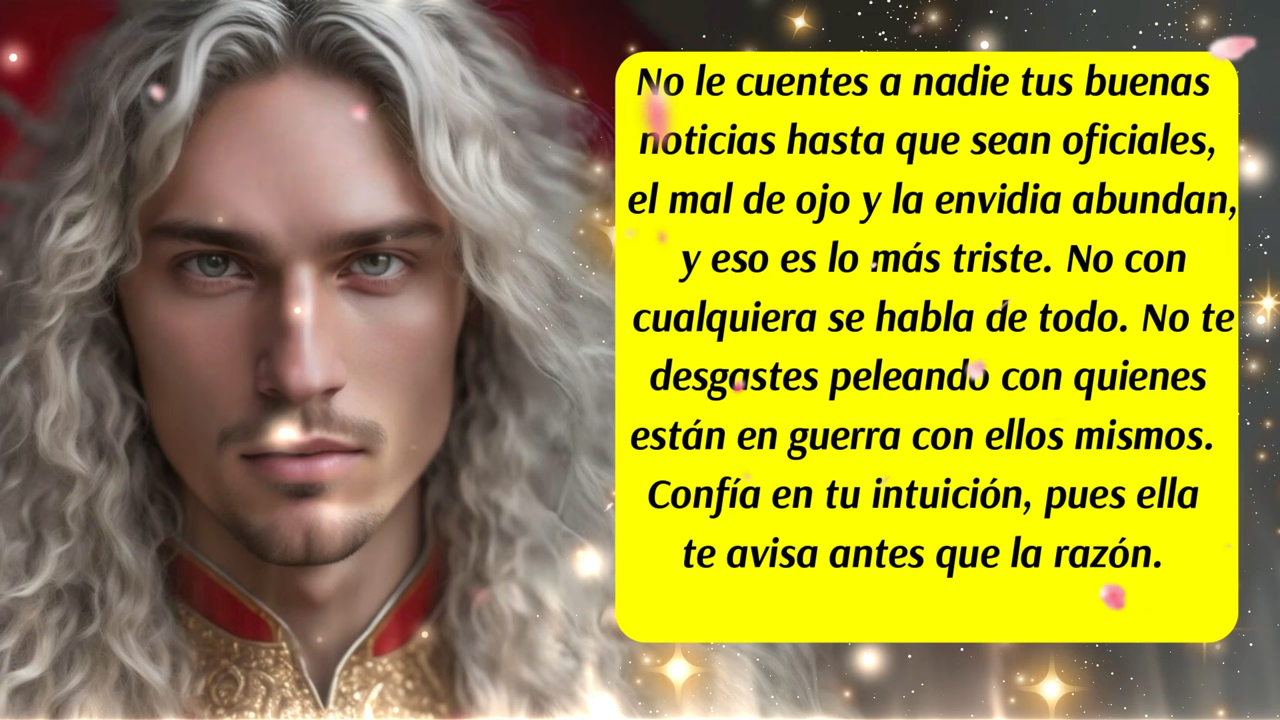 No le cuentes a nadie tus buenas
noticias hasta que sean oficiales,
el mal de ojo y la envidia abundan,
y eso es lo más triste. No con
cualquiera se habla de todo. No te
desgastes peleando con quienes
están en guerra con ellos mismos.
Confía en tu intuición, pues ella
te avisa antes que la razón.